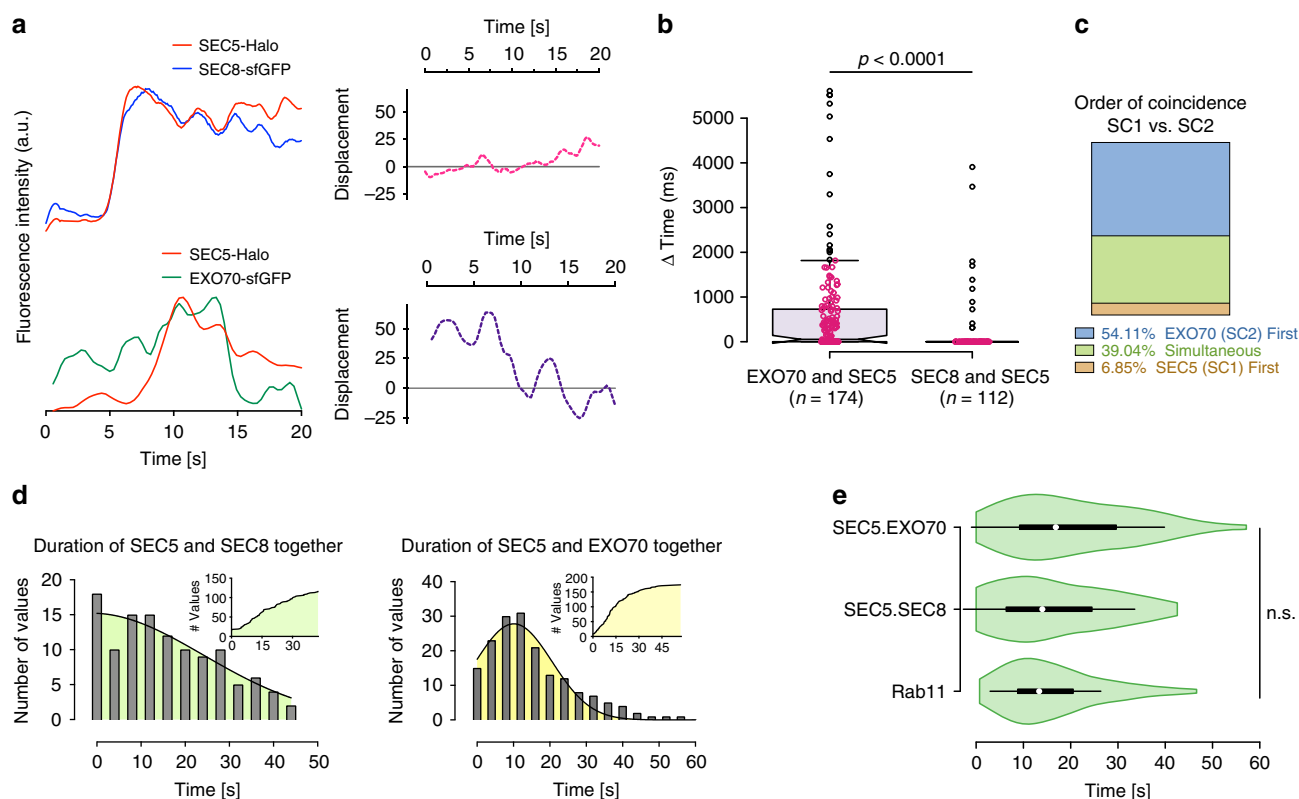 a
SEC5-Halo
SEC8-sfGFP
SEC5-Halo
EXO70-sfGFP
Fluorescence intensity (a.u.)
0 5 10 15 20
Time [s]
Time [s]
0 5 10 15 20
Displacement
50
25
0
−25
Time [s]
0 5 10 15 20
Displacement
50
25
0
−25
b
p < 0.0001
Δ Time (ms)
5000
4000
3000
2000
1000
0
EXO70 and SEC5 SEC8 and SEC5
(n = 174) (n = 112)
c
Order of coincidence
SC1 vs. SC2
54.11% EXO70 (SC2) First
39.04% Simultaneous
6.85% SEC5 (SC1) First
d
Duration of SEC5 and SEC8 together
Number of values
20
15
10
5
0
# Values
150
100
50
0
0 15 30
0 10 20 30 40 50
Time [s]
Duration of SEC5 and EXO70 together
Number of values
40
30
20
10
0
# Values
200
150
100
50
0
0 15 30 45
0 10 20 30 40 50 60
Time [s]
e
SEC5.EXO70
SEC5.SEC8
Rab11
n.s.
0 10 20 30 40 50 60
Time [s]